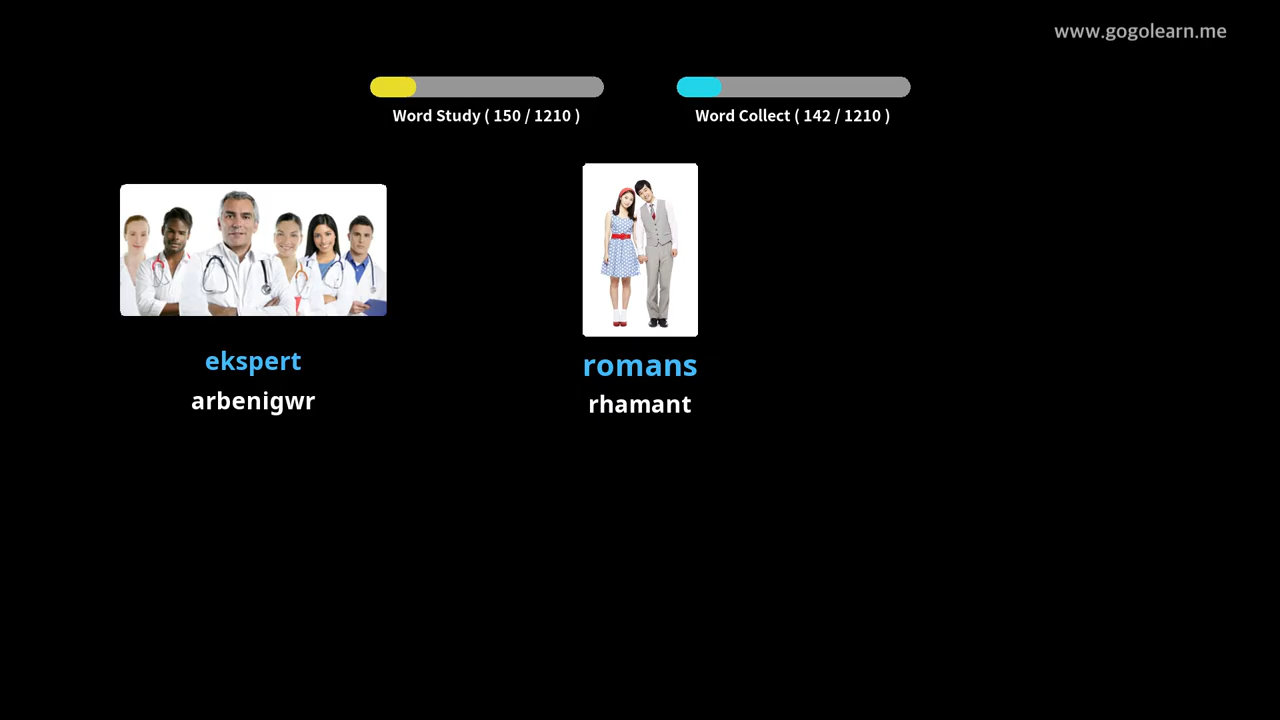 www.gogolearn.me
Word Study ( 150 / 1210 )
Word Collect ( 142 / 1210 )
ekspert
arbenigwr
romans
rhamant